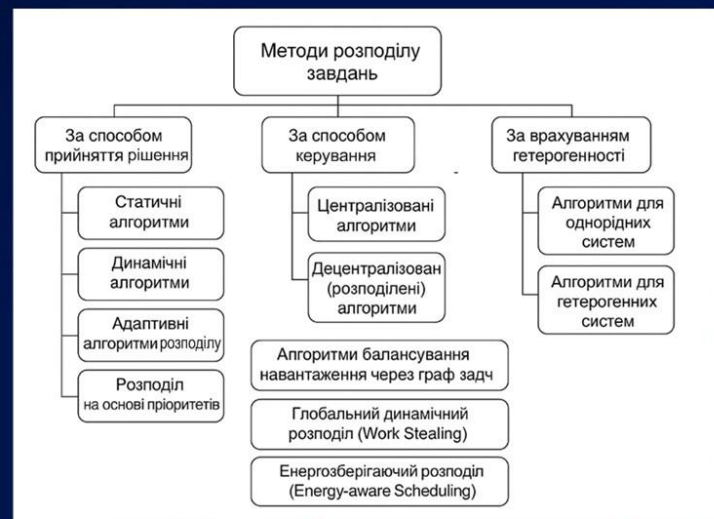 Методи розподілу
завдань
За способом
прийняття рішення
Статичні
алгоритми
Динамічні
алгоритми
Адаптивні
алгоритми розподілу
Розподіл
на основі пріоритетів
За способом
керування
Централізовані
алгоритми
Децентралізован
(розподілені)
алгоритми
За врахуванням
гетерогенності
Алгоритми для
однорідних
систем
Алгоритми для
гетерогенних
систем
Алгоритми балансування
навантаження через граф задч
Глобальний динамічний
розподіл (Work Stealing)
Енергозберігаючий розподіл
(Energy-aware Scheduling)